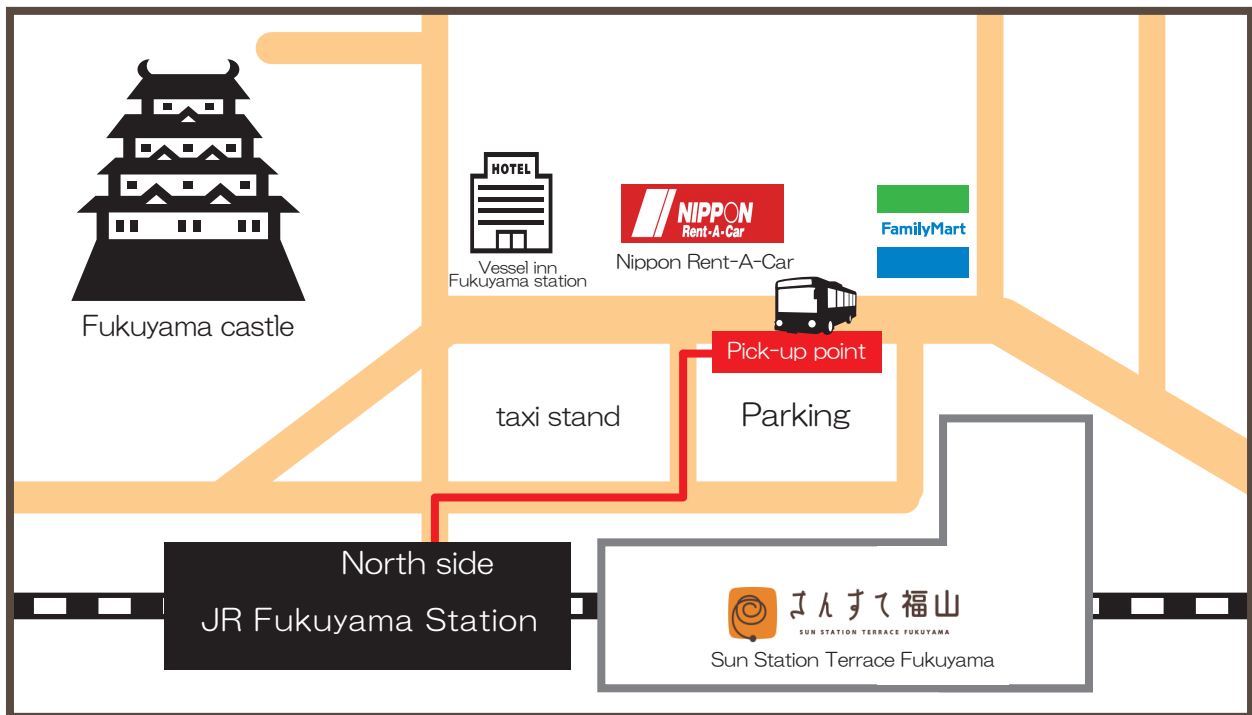 HOTEL
Vessel inn
Fukuyama station
NIPPON
Rent-A-Car
Nippon Rent-A-Car
FamilyMart
Fukuyama castle
Pick-up point
taxi stand
Parking
North side
JR Fukuyama Station
さんすて福山
SUN STATION TERRACE FUKUYAMA
Sun Station Terrace Fukuyama